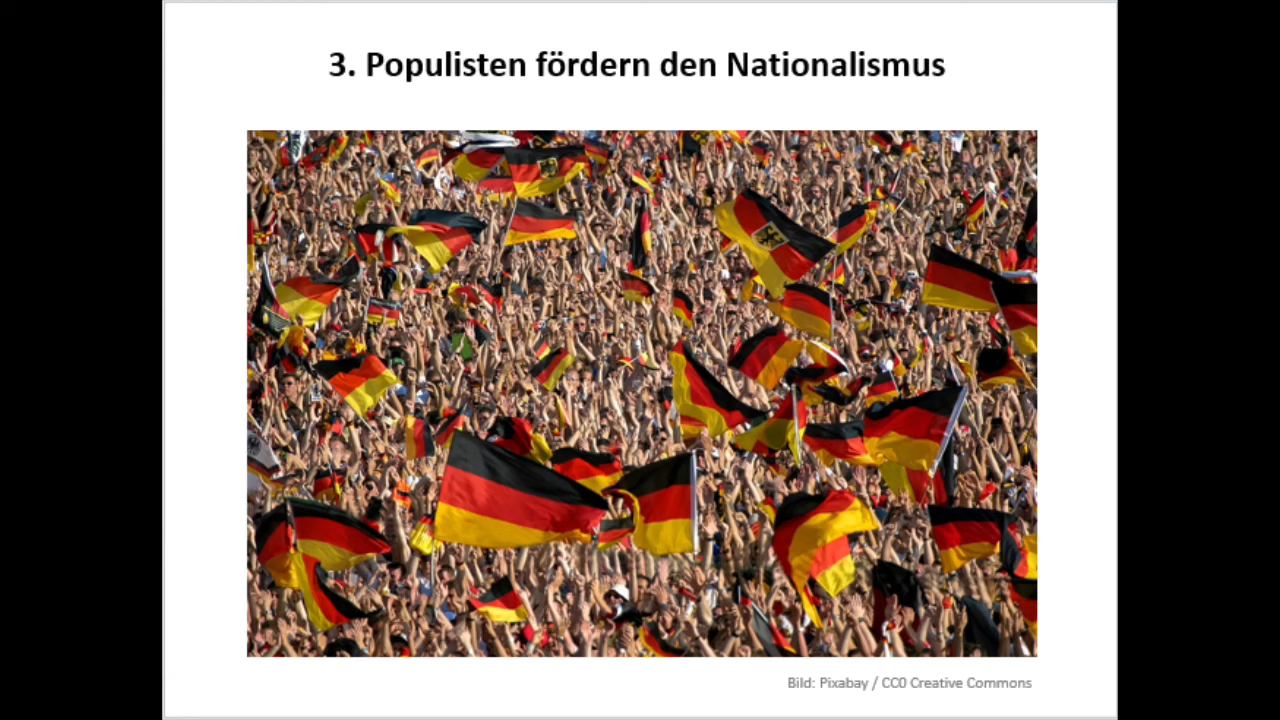 3. Populisten fördern den Nationalismus
Bild: Pixabay / CC0 Creative Commons